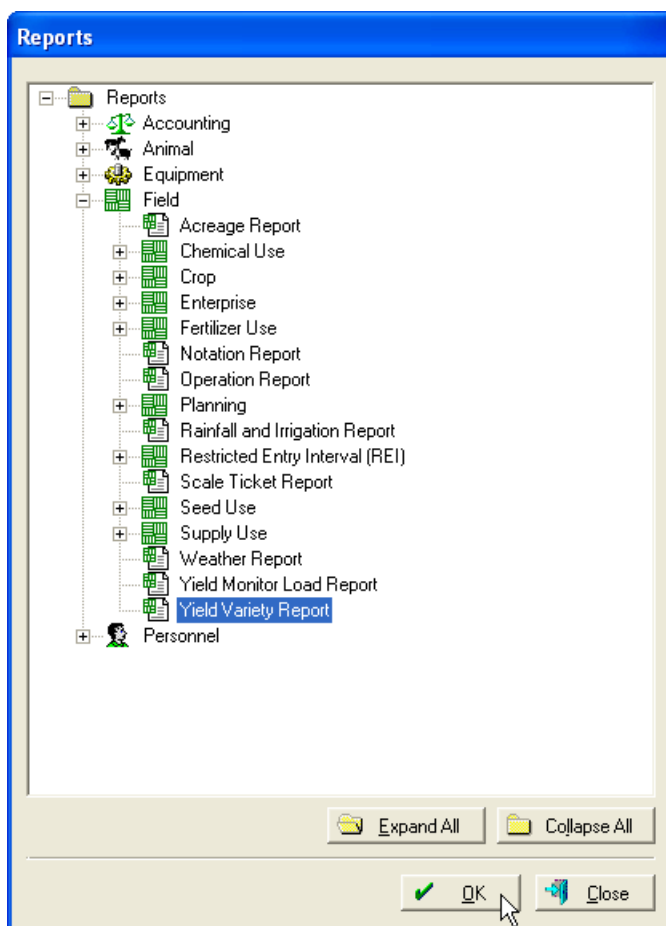 Reports
Reports
Accounting
Animal
Equipment
Field
Acreage Report
Chemical Use
Crop
Enterprise
Fertilizer Use
Notation Report
Operation Report
Planning
Rainfall and Irrigation Report
Restricted Entry Interval (REI)
Scale Ticket Report
Seed Use
Supply Use
Weather Report
Yield Monitor Load Report
Yield Variety Report
Personnel
Expand All Collapse All
OK Close